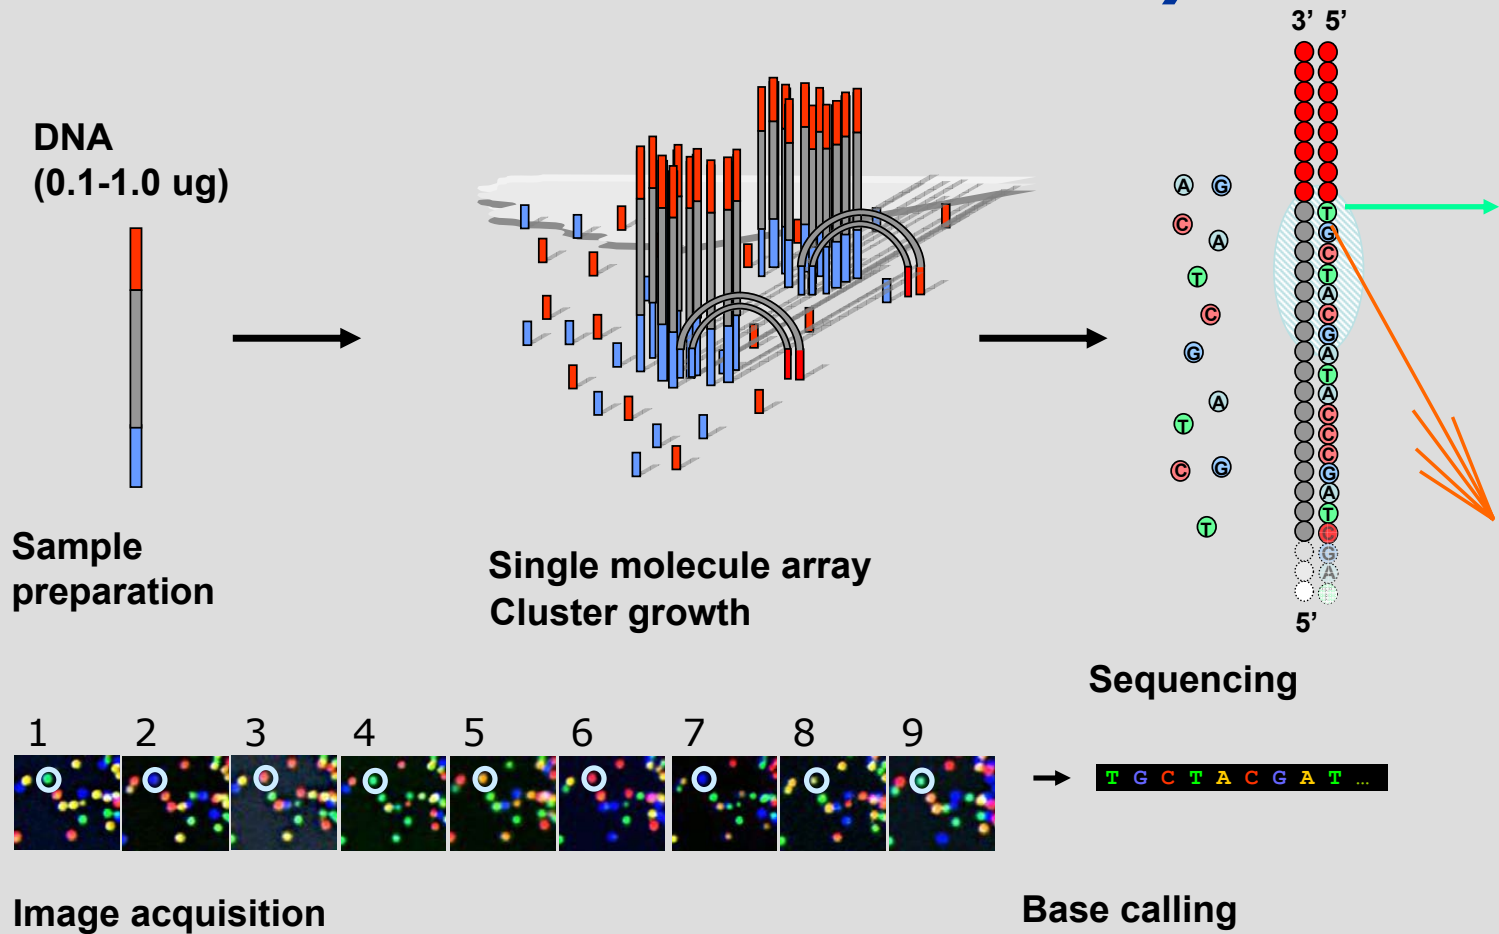 3’ 5’
DNA
(0.1-1.0 ug)
A G
C
A
T
C
G
A
T
C G
T
T
G
C
T
A
C
G
A
T
A
C
C
C
G
A
T
G
A
5’
Sample
preparation
Single molecule array
Cluster growth
Sequencing
1 2 3 4 5 6 7 8 9
T G C T A C G A T ...
Image acquisition
Base calling